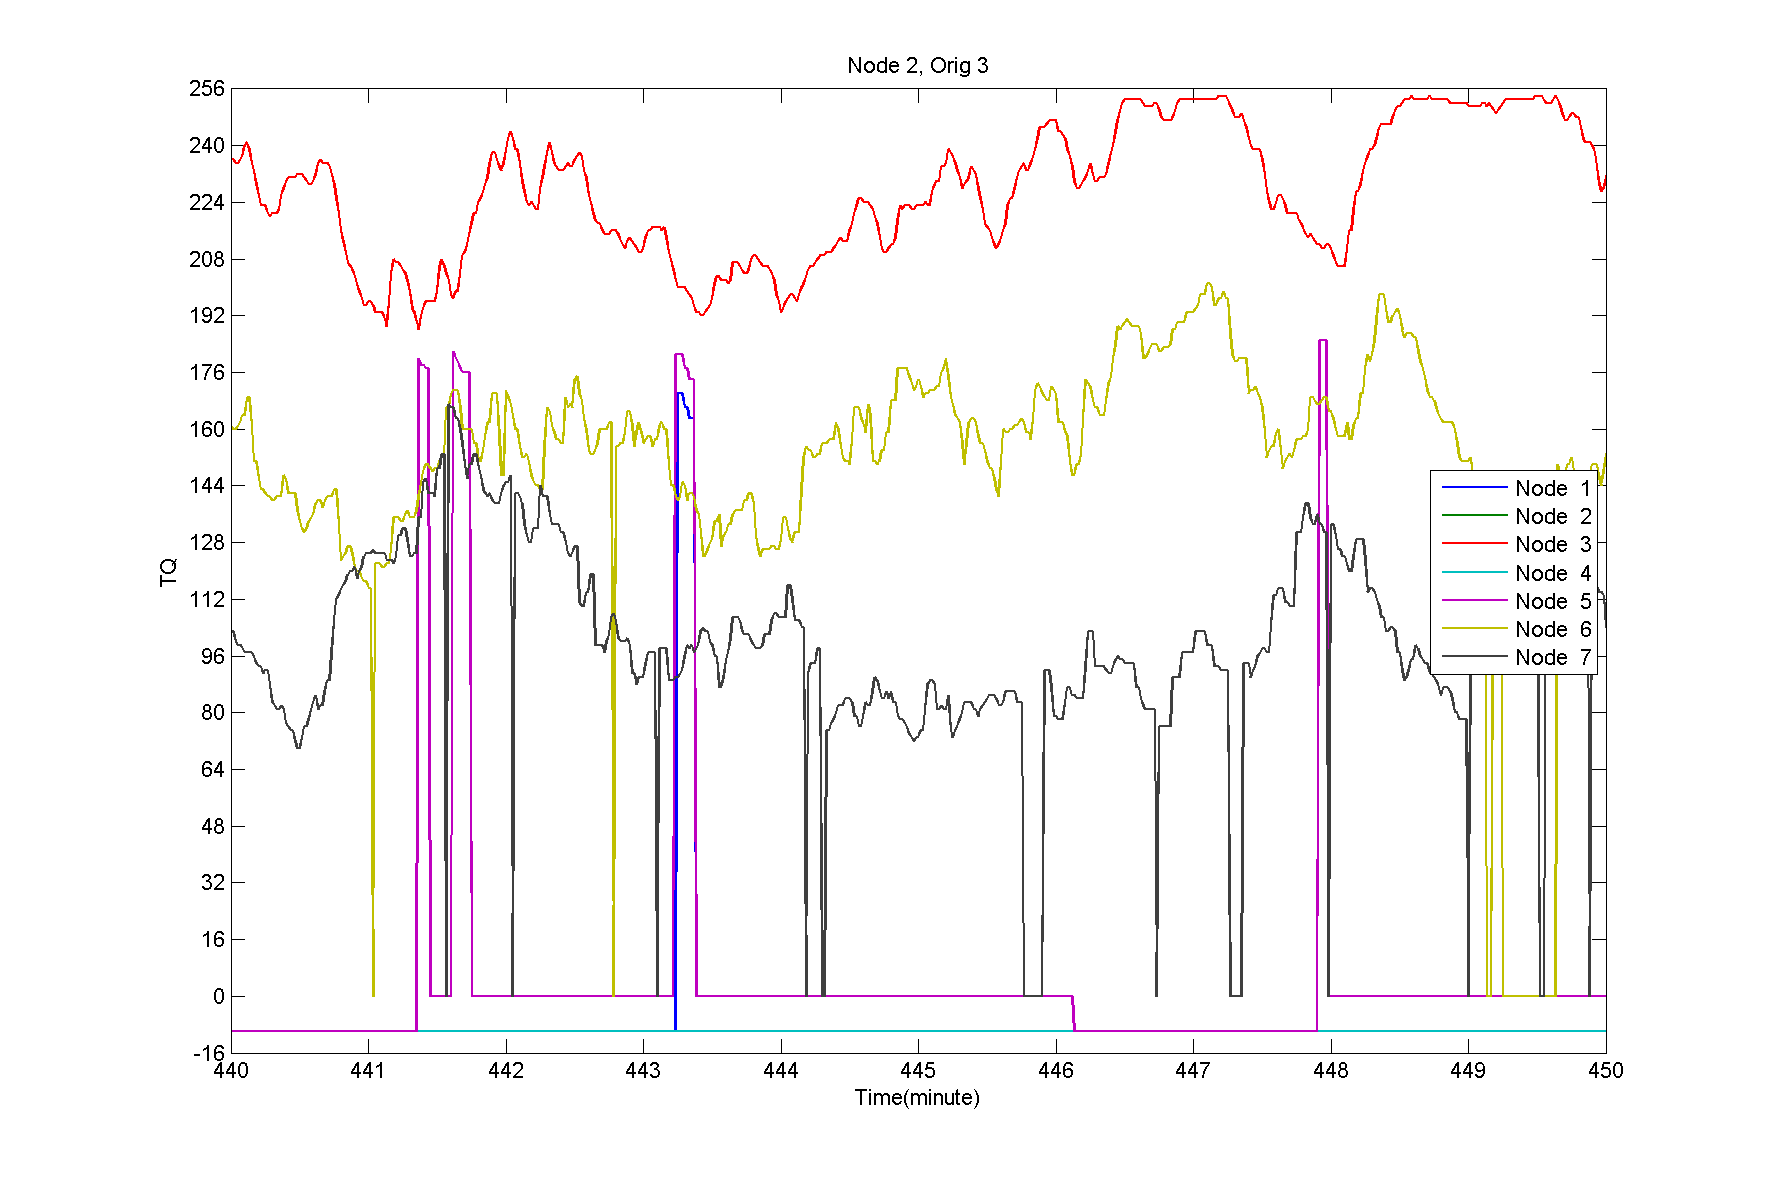 Node 2, Orig 3
256
240
224
208
192
176
160
144
128
112
96
80
64
48
32
16
0
-16
TQ
Node 1
Node 2
Node 3
Node 4
Node 5
Node 6
Node 7
440 441 442 443 444 445 446 447 448 449 450
Time(minute)